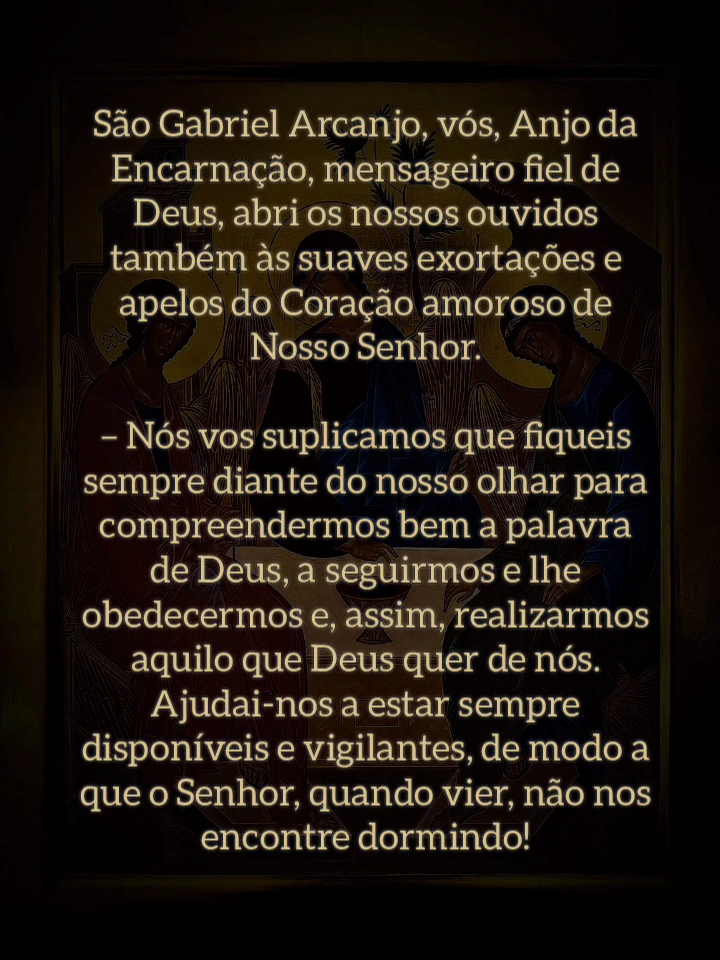 São Gabriel Arcanjo, vós, Anjo da
Encarnação, mensageiro fiel de
Deus, abri os nossos ouvidos
também às suaves exortações e
apelos do Coração amoroso de
Nosso Senhor.
– Nós vos suplicamos que fiqueis
sempre diante do nosso olhar para
compreendermos bem a palavra
de Deus, a seguirmos e lhe
obedecermos e, assim, realizarmos
aquilo que Deus quer de nós.
Ajudai-nos a estar sempre
disponíveis e vigilantes, de modo a
que o Senhor, quando vier, não nos
encontre dormindo!